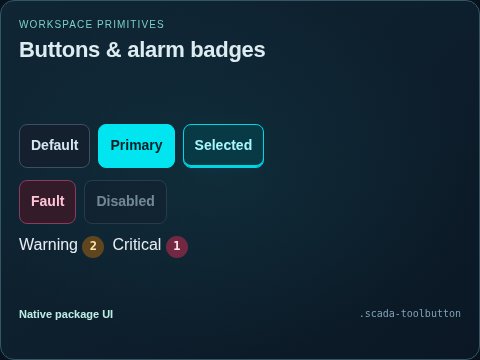 WORKSPACE PRIMITIVES
Buttons & alarm badges
Default Primary Selected
Fault Disabled
Warning 2 Critical 1
Native package UI .scada-toolbutton